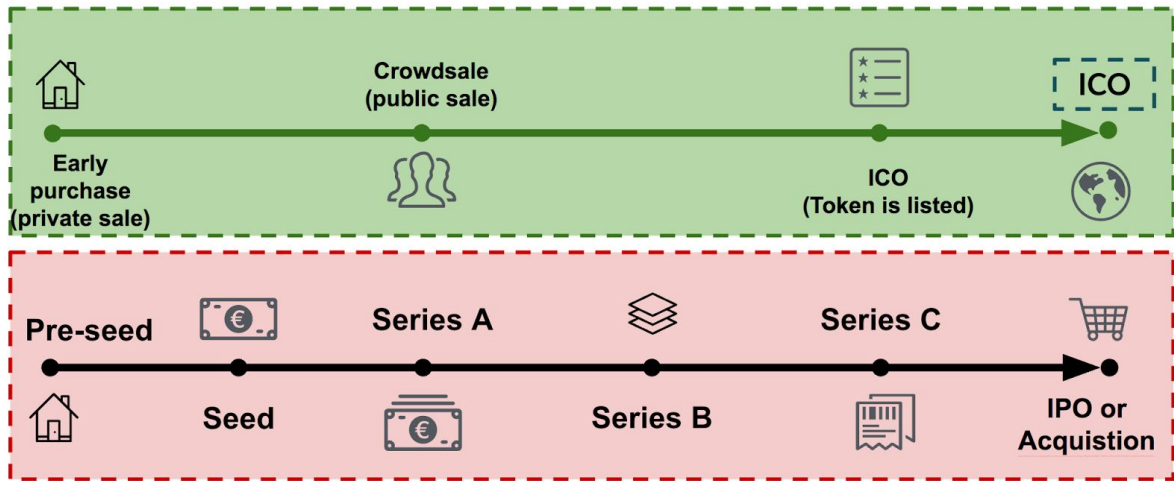 Early
purchase
(private sale)
Crowdsale
(public sale)
ICO
(Token is listed)
ICO
Pre-seed
€
Seed
Series A
€
Series B
Series C
IPO or
Acquistion